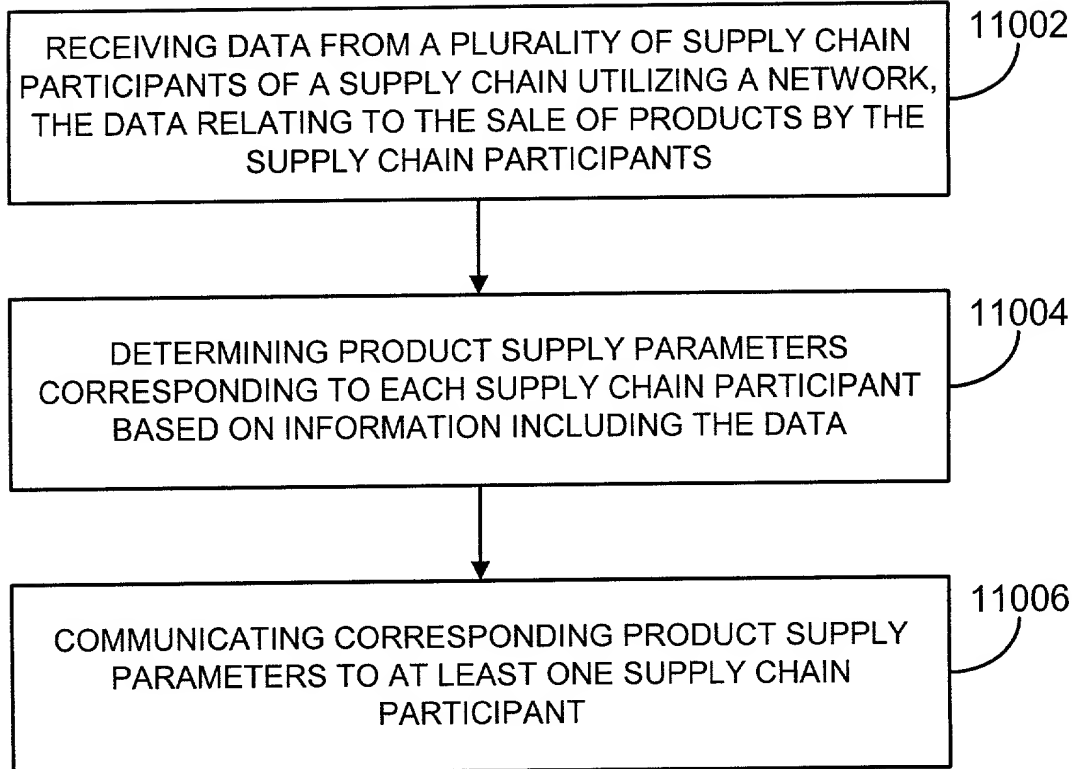 RECEIVING DATA FROM A PLURALITY OF SUPPLY CHAIN
PARTICIPANTS OF A SUPPLY CHAIN UTILIZING A NETWORK,
THE DATA RELATING TO THE SALE OF PRODUCTS BY THE
SUPPLY CHAIN PARTICIPANTS
11002
DETERMINING PRODUCT SUPPLY PARAMETERS
CORRESPONDING TO EACH SUPPLY CHAIN PARTICIPANT
BASED ON INFORMATION INCLUDING THE DATA
11004
COMMUNICATING CORRESPONDING PRODUCT SUPPLY
PARAMETERS TO AT LEAST ONE SUPPLY CHAIN
PARTICIPANT
11006